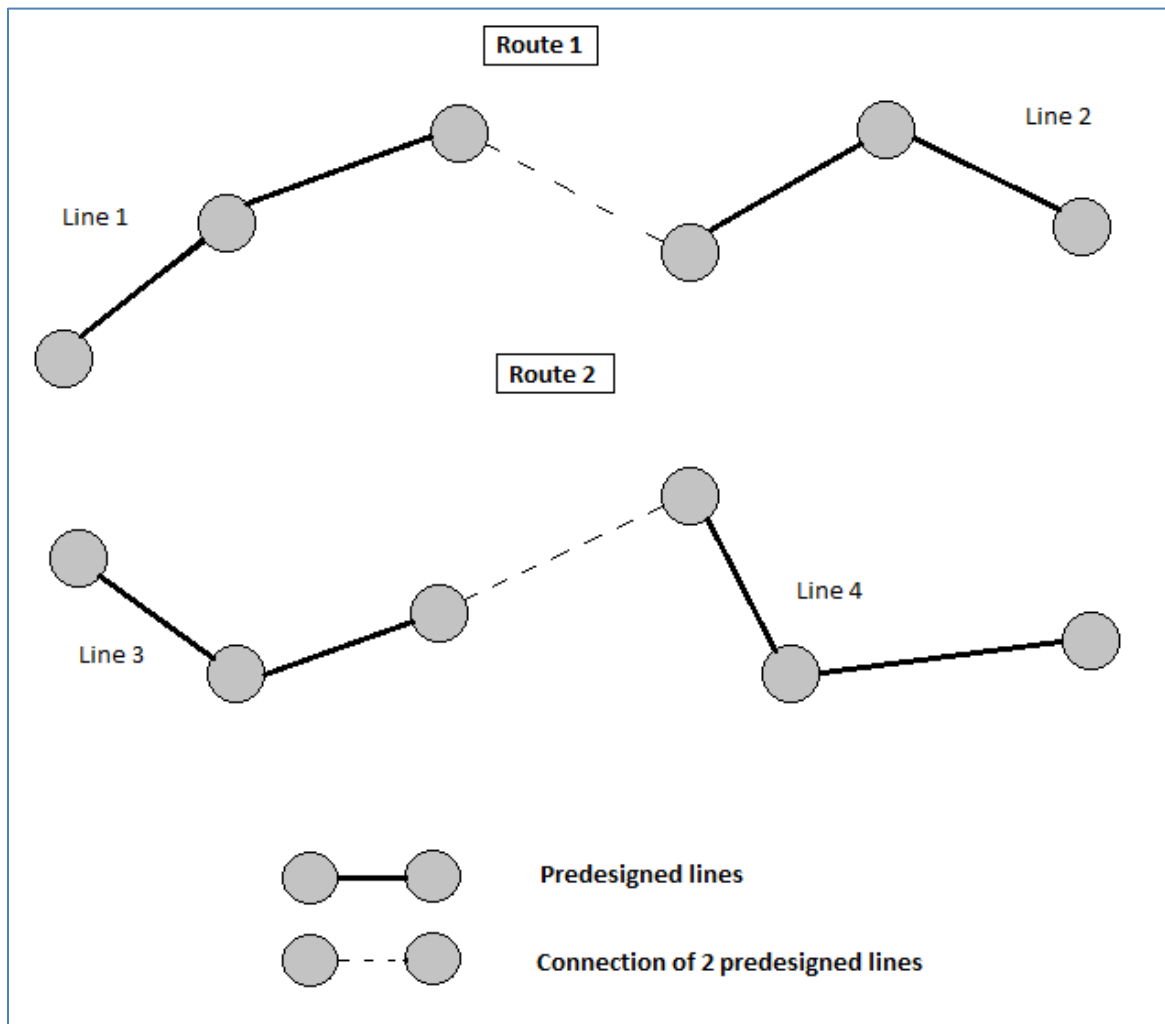 Route 1
Line 2
Line 1
Route 2
Line 4
Line 3
Predesigned lines
Connection of 2 predesigned lines